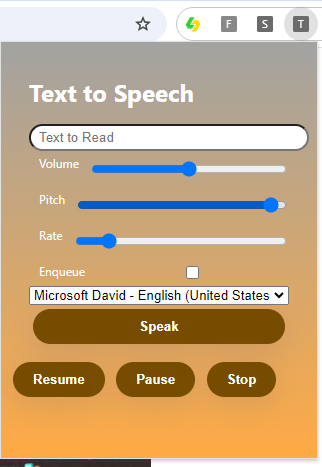 F S T
Text to Speech
Text to Read
Volume
Pitch
Rate
Enqueue
Microsoft David - English (United States
Speak
Resume Pause Stop